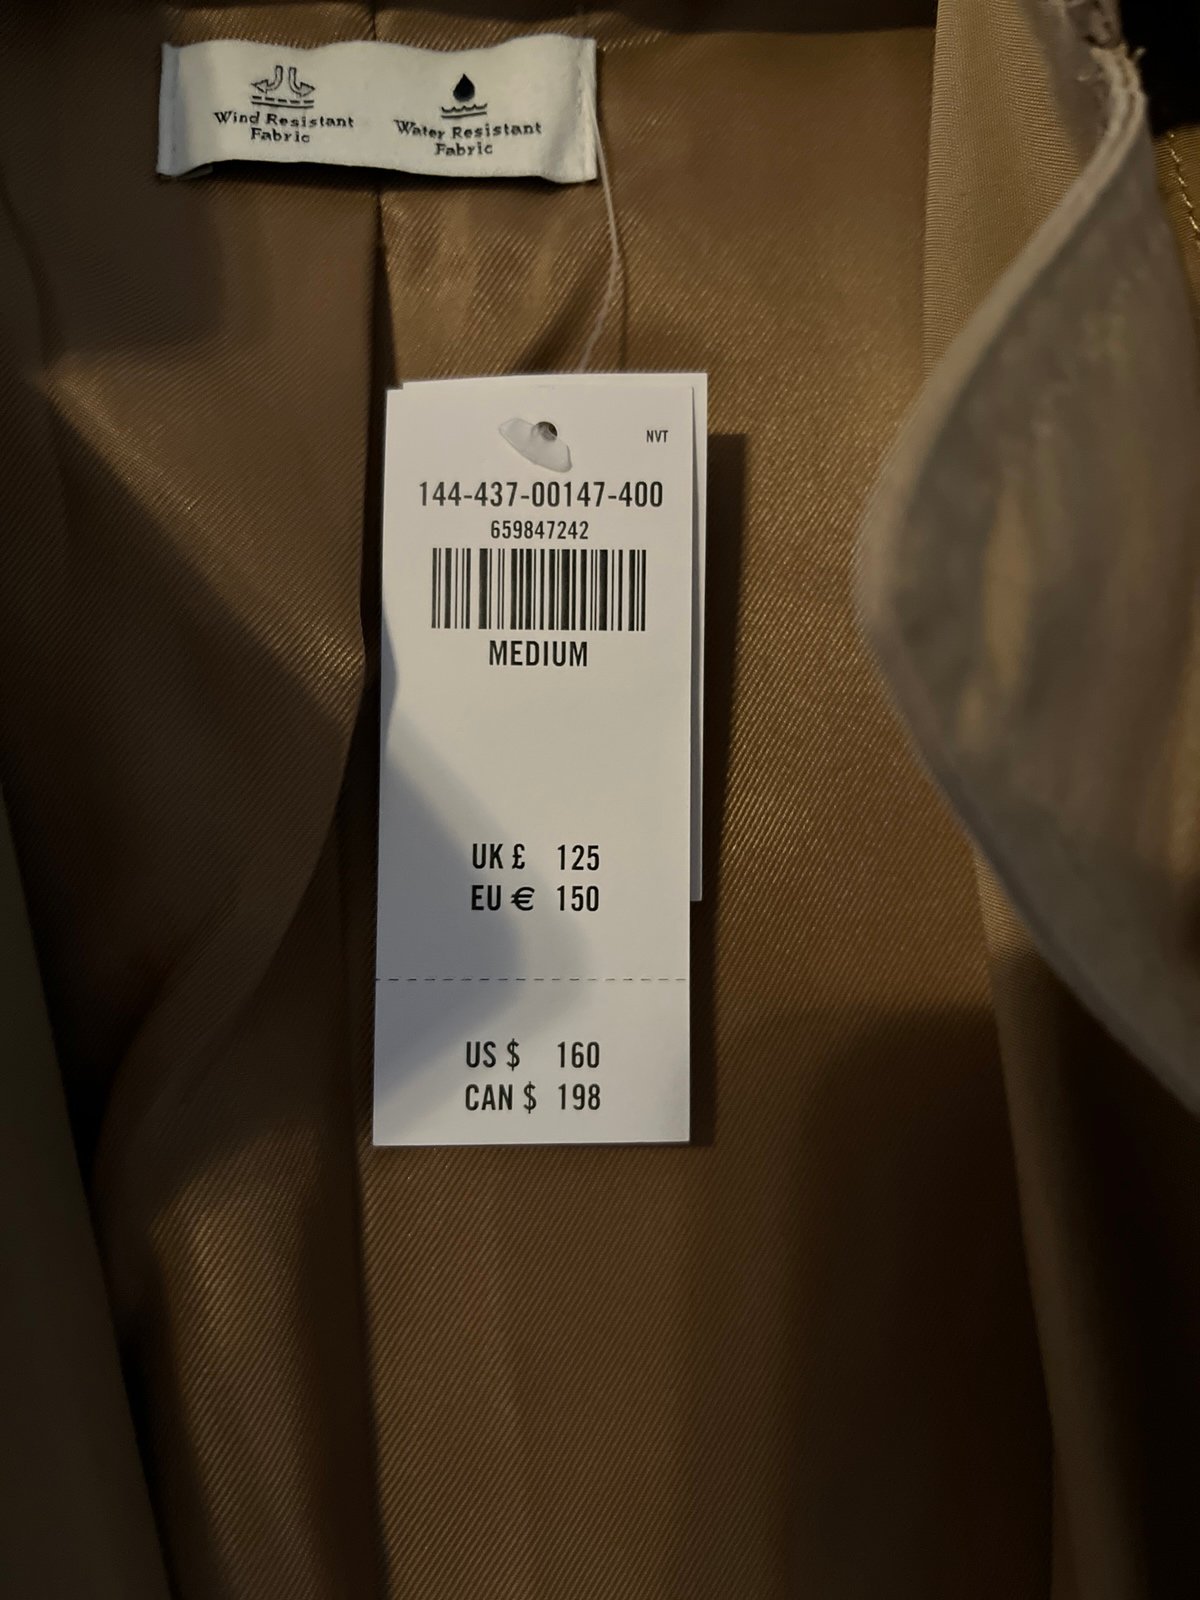 Wind Resistant
Fabric
Water Resistant
Fabric
NVT
144-437-00147-400
659847242
MEDIUM
UK £ 125
EU € 150
US $ 160
CAN $ 198